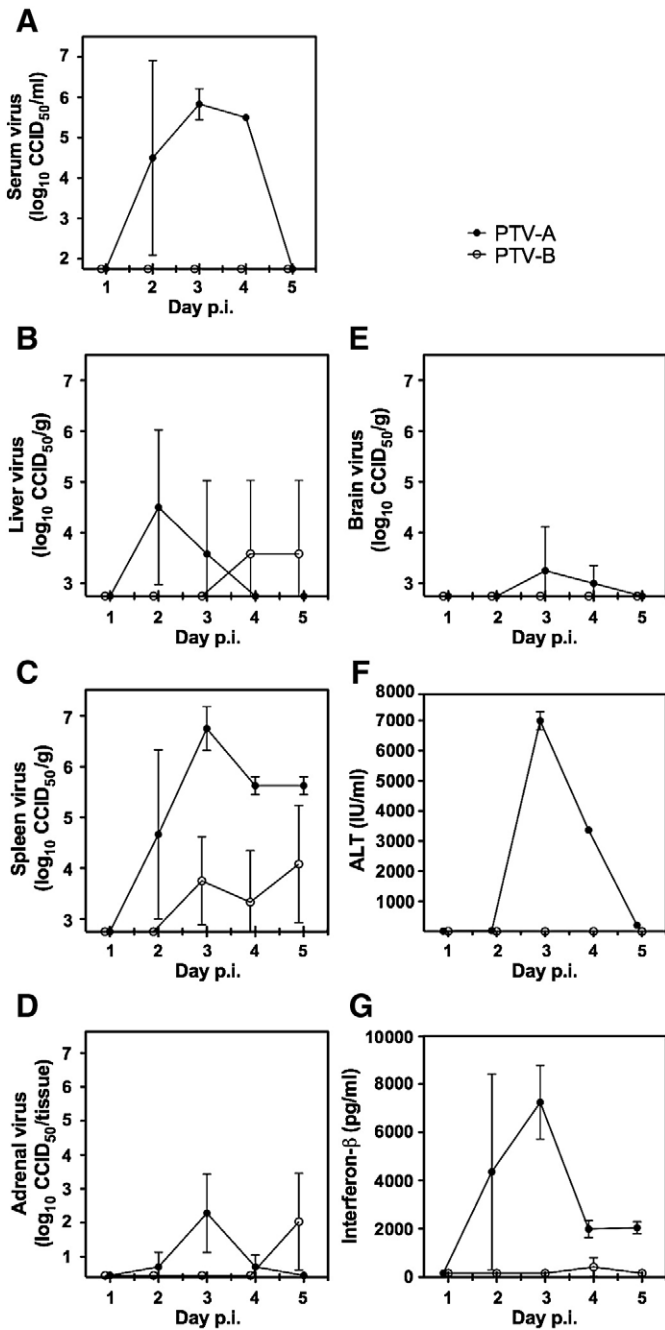 A
Serum virus
(log10 CCID50/ml)
7
6
5
4
3
2
1 2 3 4 5
Day p.i.
PTV-A
PTV-B
B
Liver virus
(log10 CCID50/g)
7
6
5
4
3
1 2 3 4 5
Day p.i.
E
Brain virus
(log10 CCID50/g)
7
6
5
4
3
1 2 3 4 5
Day p.i.
C
Spleen virus
(log10 CCID50/g)
7
6
5
4
3
1 2 3 4 5
Day p.i.
F
ALT (IU/ml)
8000
7000
6000
5000
4000
3000
2000
1000
1 2 3 4 5
Day p.i.
D
Adrenal virus
(log10 CCID50/tissue)
7
6
5
4
3
2
1
1 2 3 4 5
Day p.i.
G
Interferon-β (pg/ml)
10000
8000
6000
4000
2000
0
1 2 3 4 5
Day p.i.